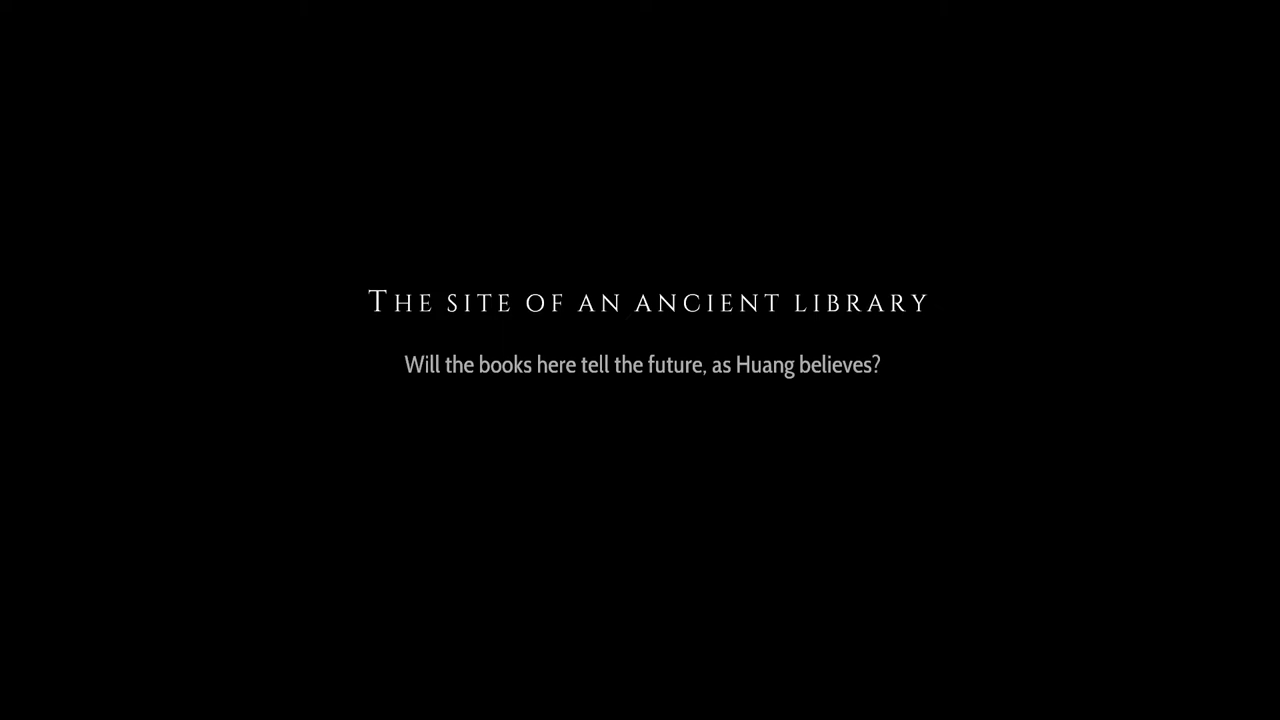 The site of an ancient library
Will the books here tell the future, as Huang believes?